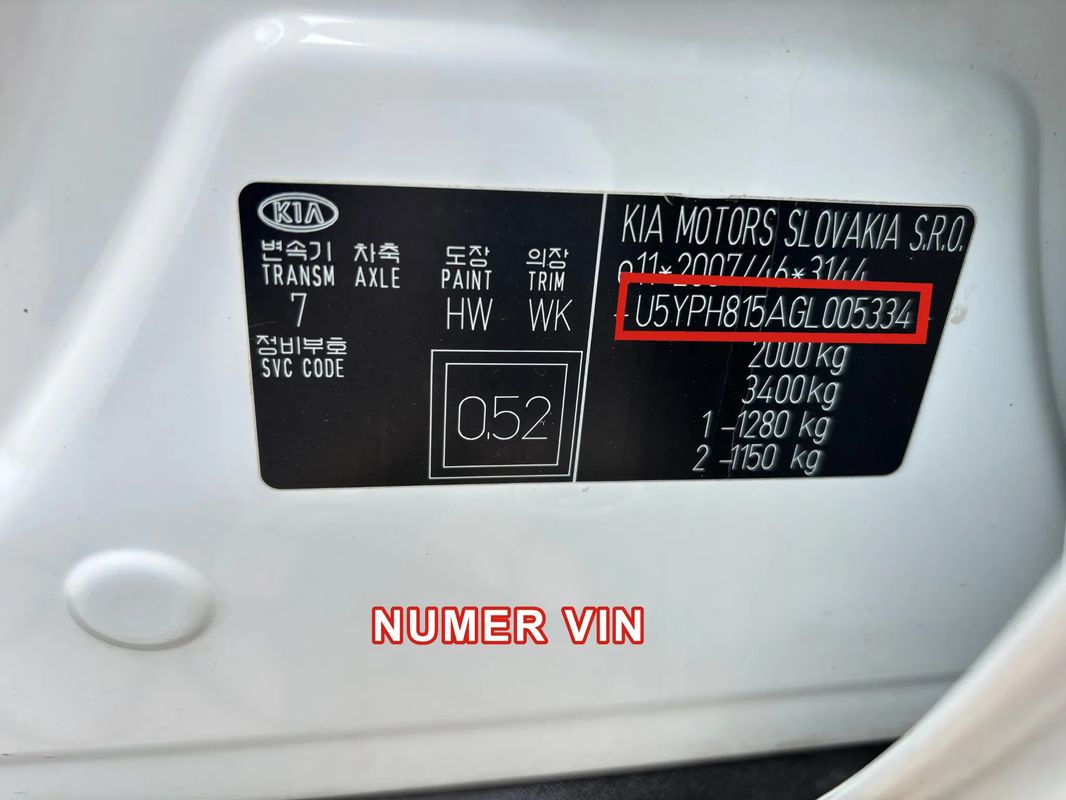 KIA
변속기 차축 도장 의장
TRANSM AXLE PAINT TRIM
7 HW WK
정비부호
SVC CODE
0.52
KIA MOTORS SLOVAKIA S.R.O.
e11*2007/46*3144
U5YPH815AGL005334
2000 kg
3400 kg
1 -1280 kg
2 -1150 kg
NUMER VIN